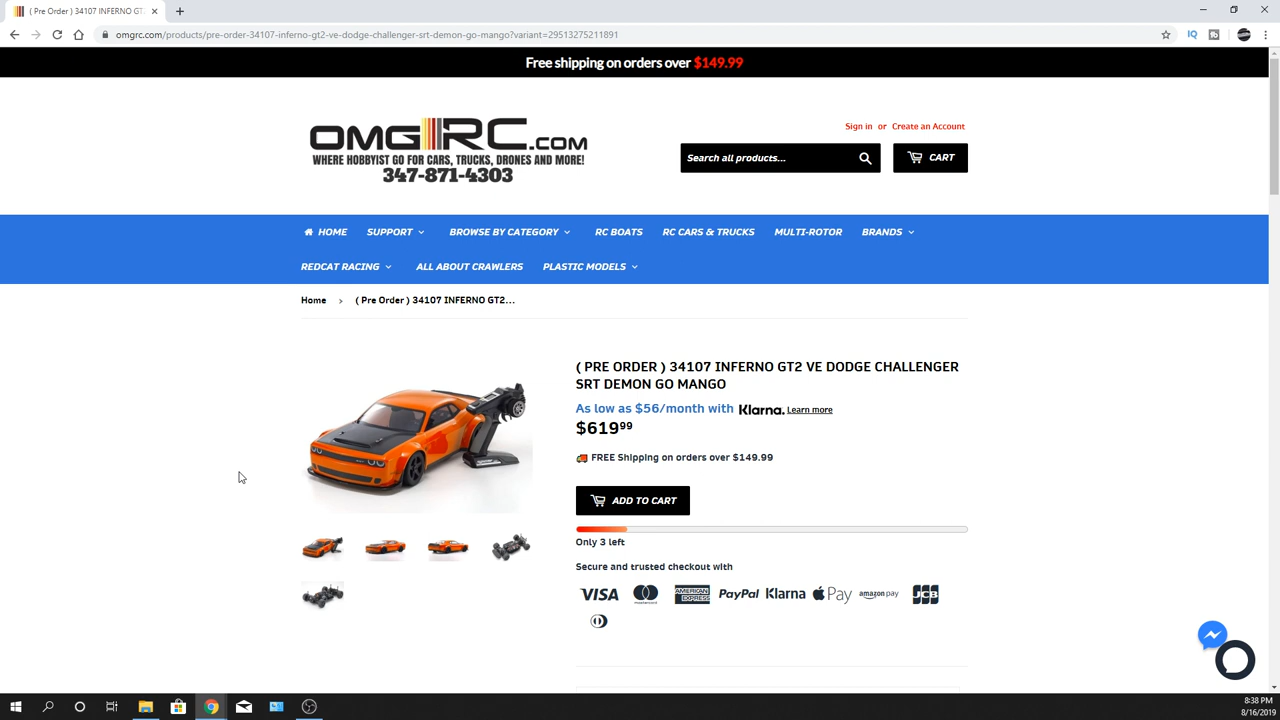 ( Pre Order ) 34107 INFERNO GT
omgrc.com/products/pre-order-34107-inferno-gt2-ve-dodge-challenger-srt-demon-go-mango?variant=29513275211891
IQ
Free shipping on orders over $149.99
OMG RC.COM
WHERE HOBBYIST GO FOR CARS, TRUCKS, DRONES AND MORE!
347-871-4303
Sign in or Create an Account
Search all products...
CART
HOME SUPPORT BROWSE BY CATEGORY RC BOATS RC CARS & TRUCKS MULTI-ROTOR BRANDS
REDCAT RACING ALL ABOUT CRAWLERS PLASTIC MODELS
Home › ( Pre Order ) 34107 INFERNO GT2...
( PRE ORDER ) 34107 INFERNO GT2 VE DODGE CHALLENGER
SRT DEMON GO MANGO
As low as $56/month with Klarna. Learn more
$619.99
FREE Shipping on orders over $149.99
ADD TO CART
Only 3 left
Secure and trusted checkout with
VISA mastercard AMERICAN EXPRESS PayPal Klarna Pay amazon pay JCB
8:38 PM
8/16/2019